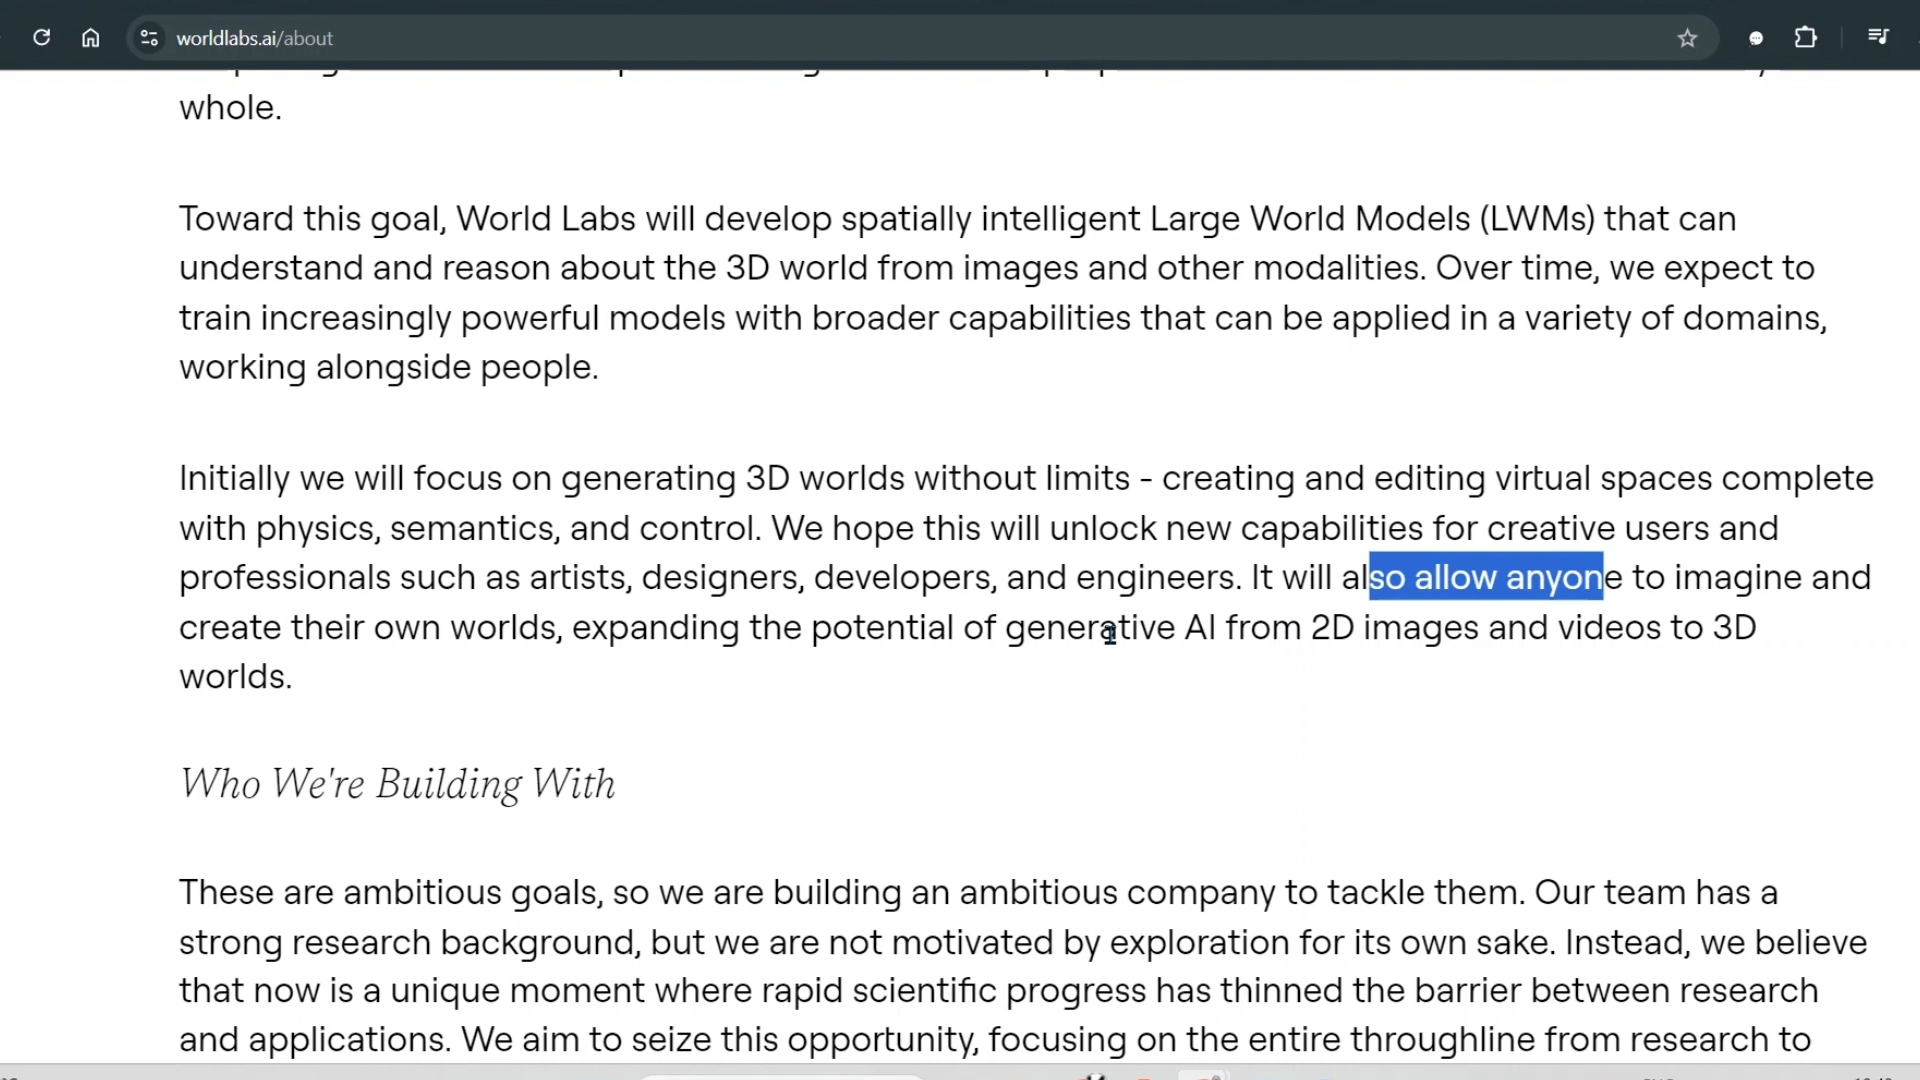 worldlabs.ai/about
whole.
Toward this goal, World Labs will develop spatially intelligent Large World Models (LWMs) that can
understand and reason about the 3D world from images and other modalities. Over time, we expect to
train increasingly powerful models with broader capabilities that can be applied in a variety of domains,
working alongside people.
Initially we will focus on generating 3D worlds without limits - creating and editing virtual spaces complete
with physics, semantics, and control. We hope this will unlock new capabilities for creative users and
professionals such as artists, designers, developers, and engineers. It will also allow anyone to imagine and
create their own worlds, expanding the potential of generative AI from 2D images and videos to 3D
worlds.
Who We're Building With
These are ambitious goals, so we are building an ambitious company to tackle them. Our team has a
strong research background, but we are not motivated by exploration for its own sake. Instead, we believe
that now is a unique moment where rapid scientific progress has thinned the barrier between research
and applications. We aim to seize this opportunity, focusing on the entire throughline from research to